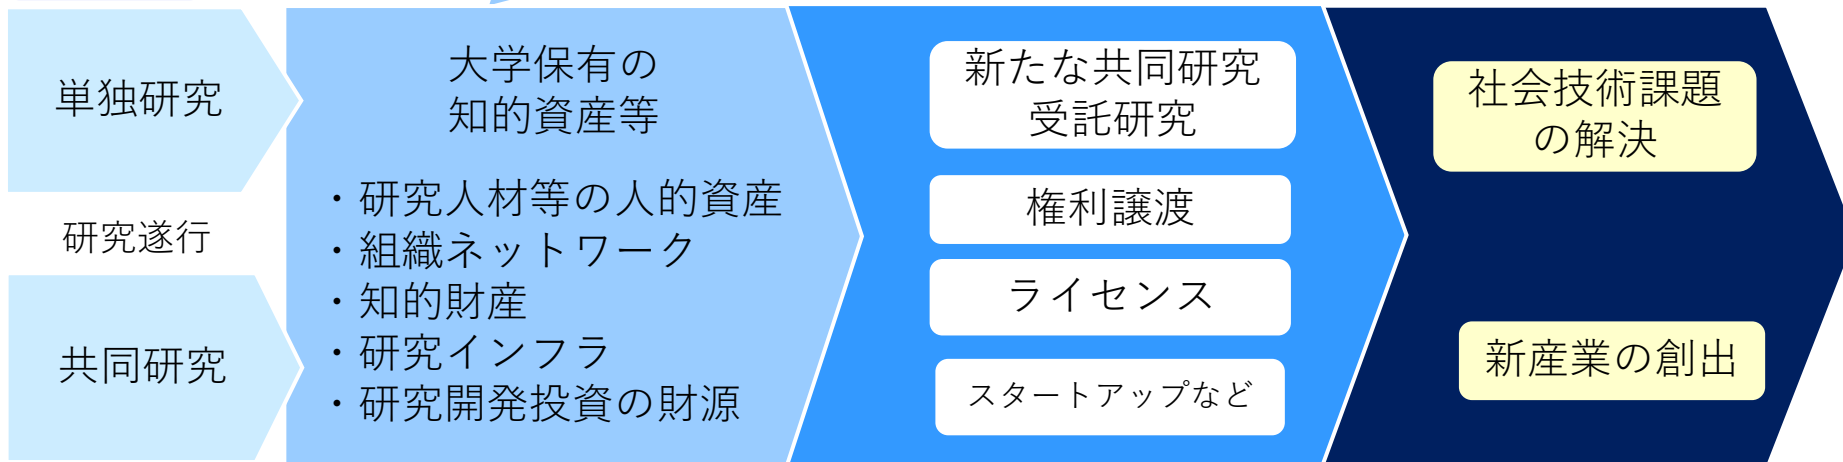 単独研究
研究遂行
共同研究
大学保有の
知的資産等
・研究人材等の人的資産
・組織ネットワーク
・知的財産
・研究インフラ
・研究開発投資の財源
新たな共同研究
受託研究
権利譲渡
ライセンス
スタートアップなど
社会技術課題
の解決
新産業の創出